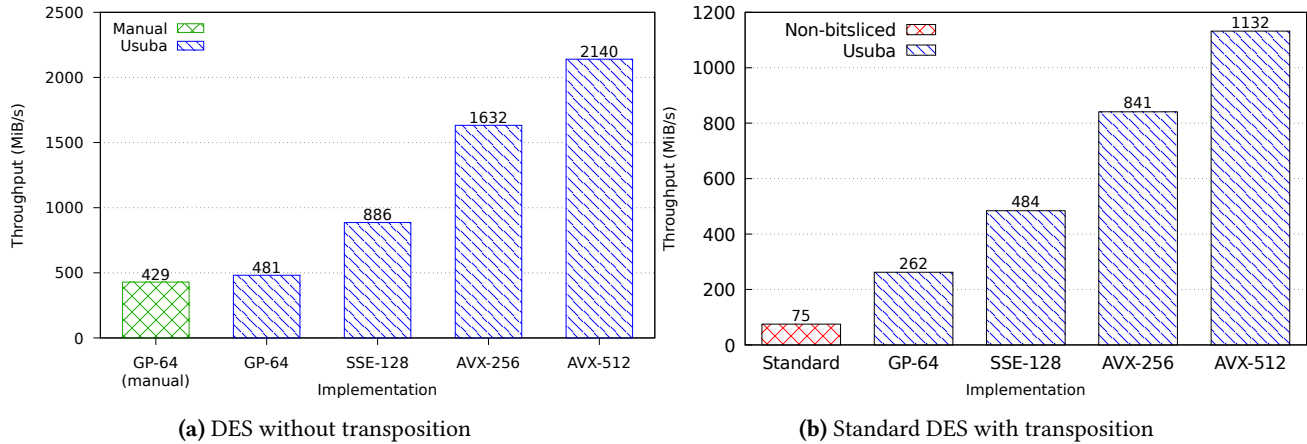 Throughput (MiB/s)
2500
2000
1500
1000
500
0
Manual
Usuba
429
481
886
1632
2140
GP-64
(manual)
GP-64
SSE-128
AVX-256
AVX-512
Implementation
(a) DES without transposition
Throughput (MiB/s)
1200
1000
800
600
400
200
0
Non-bitsliced
Usuba
75
262
484
841
1132
Standard
GP-64
SSE-128
AVX-256
AVX-512
Implementation
(b) Standard DES with transposition